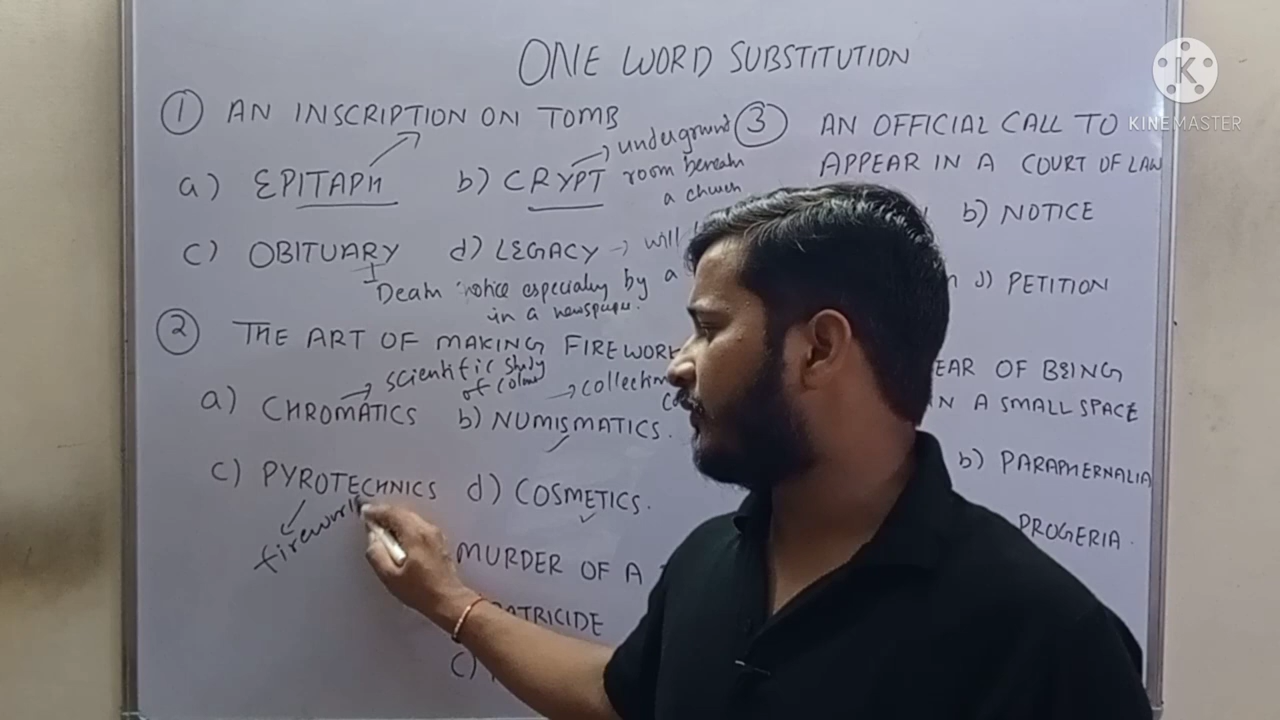 ONE WORD SUBSTITUTION
① AN INSCRIPTION ON TOMB
a) EPITAPH b) CRYPT
underground
room beneath
a church
c) OBITUARY d) LEGACY → will
Death notice especially by a
in a newspaper.
② THE ART OF MAKING FIREWORK
scientific study
of colour
a) CHROMATICS b) NUMISMATICS.
collection
c) PYROTECHNICS d) COSMETICS.
firework
MURDER OF A
ATRICIDE
c)
③ AN OFFICIAL CALL TO
APPEAR IN A COURT OF LAW
b) NOTICE
d) PETITION
EAR OF BEING
IN A SMALL SPACE
b) PARAPHERNALIA
PROGERIA.
KINEMASTER